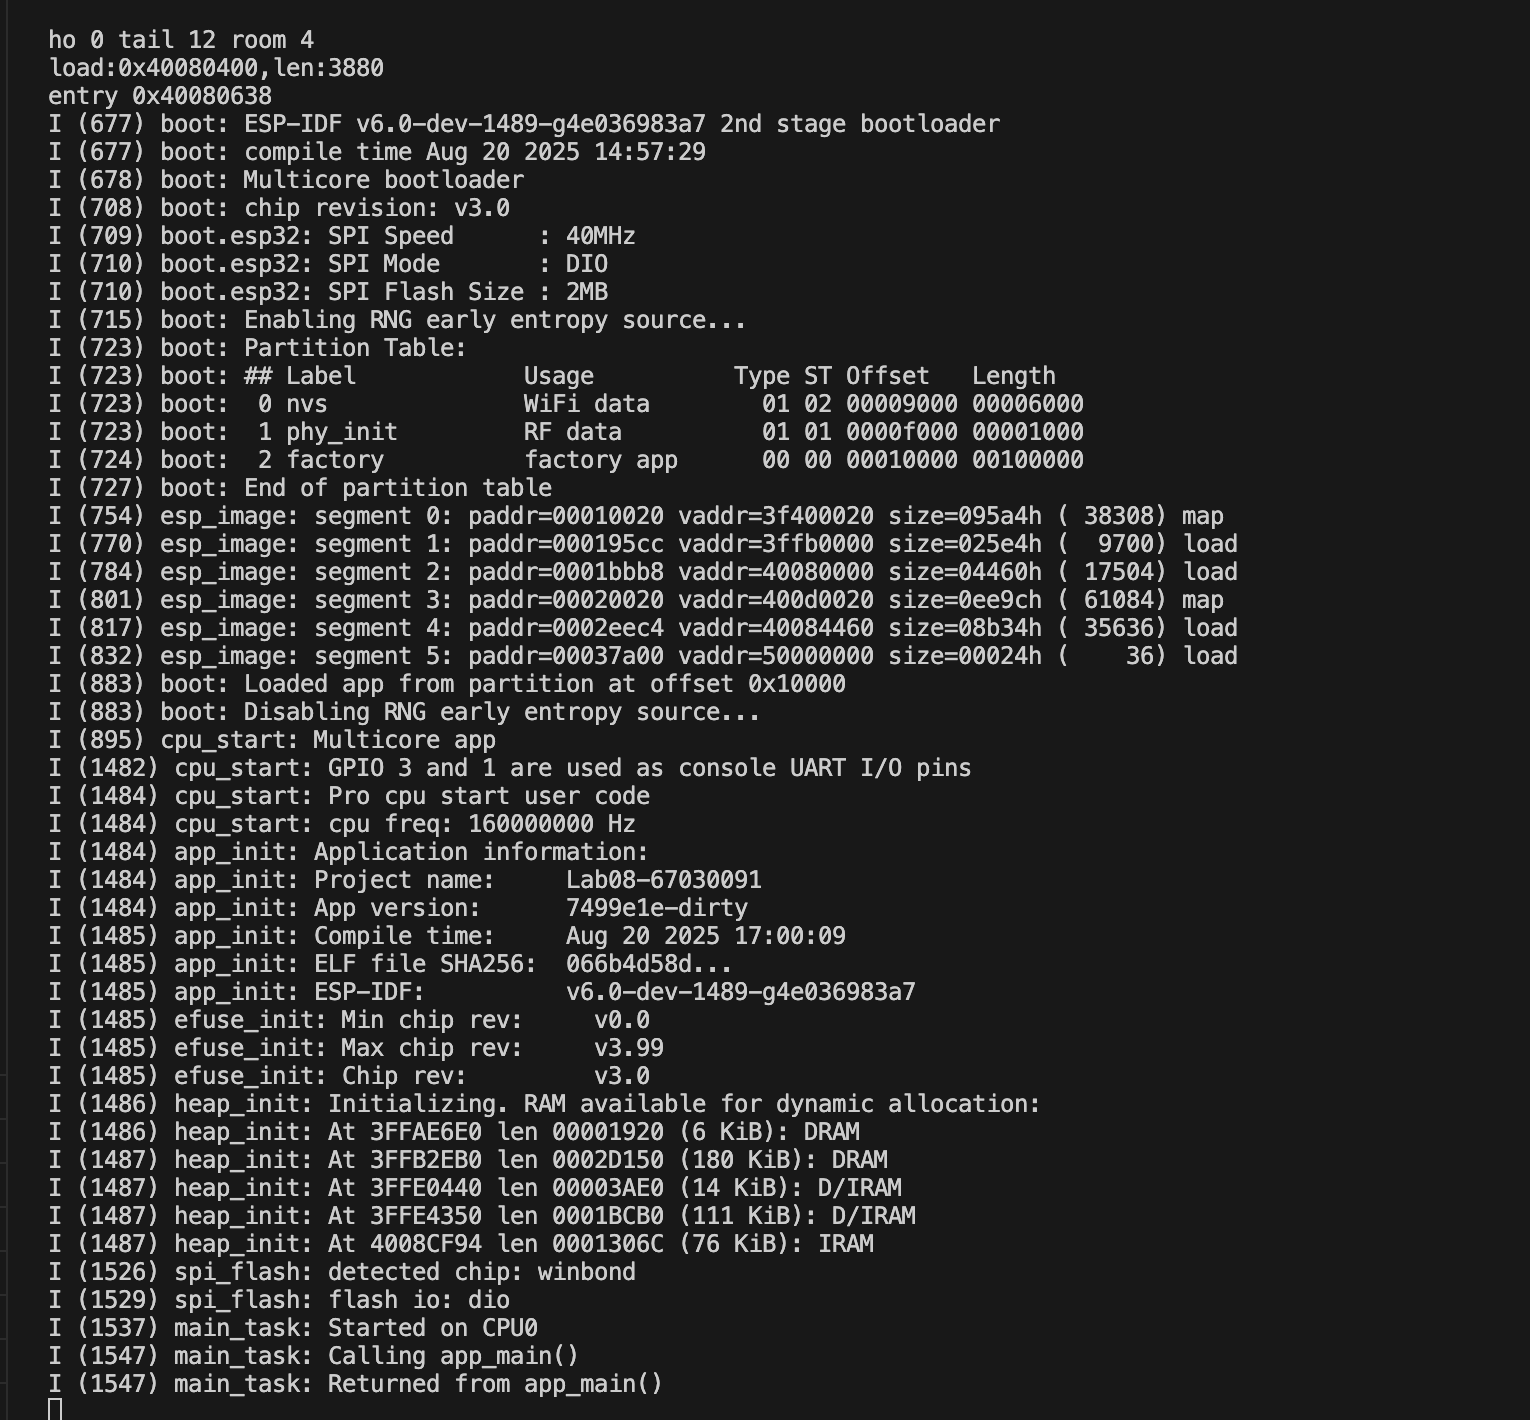 ho 0 tail 12 room 4
load:0x40080400,len:3880
entry 0x40080638
I (677) boot: ESP-IDF v6.0-dev-1489-g4e036983a7 2nd stage bootloader
I (677) boot: compile time Aug 20 2025 14:57:29
I (678) boot: Multicore bootloader
I (708) boot: chip revision: v3.0
I (709) boot.esp32: SPI Speed      : 40MHz
I (710) boot.esp32: SPI Mode       : DIO
I (710) boot.esp32: SPI Flash Size : 2MB
I (715) boot: Enabling RNG early entropy source...
I (723) boot: Partition Table:
I (723) boot: ## Label            Usage          Type ST Offset   Length
I (723) boot:  0 nvs              WiFi data        01 02 00009000 00006000
I (723) boot:  1 phy_init         RF data          01 01 0000f000 00001000
I (724) boot:  2 factory          factory app      00 00 00010000 00100000
I (727) boot: End of partition table
I (754) esp_image: segment 0: paddr=00010020 vaddr=3f400020 size=095a4h ( 38308) map
I (770) esp_image: segment 1: paddr=000195cc vaddr=3ffb0000 size=025e4h (  9700) load
I (784) esp_image: segment 2: paddr=0001bbb8 vaddr=40080000 size=04460h ( 17504) load
I (801) esp_image: segment 3: paddr=00020020 vaddr=400d0020 size=0ee9ch ( 61084) map
I (817) esp_image: segment 4: paddr=0002eec4 vaddr=40084460 size=08b34h ( 35636) load
I (832) esp_image: segment 5: paddr=00037a00 vaddr=50000000 size=00024h (    36) load
I (883) boot: Loaded app from partition at offset 0x10000
I (883) boot: Disabling RNG early entropy source...
I (895) cpu_start: Multicore app
I (1482) cpu_start: GPIO 3 and 1 are used as console UART I/O pins
I (1484) cpu_start: Pro cpu start user code
I (1484) cpu_start: cpu freq: 160000000 Hz
I (1484) app_init: Application information:
I (1484) app_init: Project name:     Lab08-67030091
I (1484) app_init: App version:      7499e1e-dirty
I (1485) app_init: Compile time:     Aug 20 2025 17:00:09
I (1485) app_init: ELF file SHA256:  066b4d58d...
I (1485) app_init: ESP-IDF:          v6.0-dev-1489-g4e036983a7
I (1485) efuse_init: Min chip rev:     v0.0
I (1485) efuse_init: Max chip rev:     v3.99
I (1485) efuse_init: Chip rev:         v3.0
I (1486) heap_init: Initializing. RAM available for dynamic allocation:
I (1486) heap_init: At 3FFAE6E0 len 00001920 (6 KiB): DRAM
I (1487) heap_init: At 3FFB2EB0 len 0002D150 (180 KiB): DRAM
I (1487) heap_init: At 3FFE0440 len 00003AE0 (14 KiB): D/IRAM
I (1487) heap_init: At 3FFE4350 len 0001BCB0 (111 KiB): D/IRAM
I (1487) heap_init: At 4008CF94 len 0001306C (76 KiB): IRAM
I (1526) spi_flash: detected chip: winbond
I (1529) spi_flash: flash io: dio
I (1537) main_task: Started on CPU0
I (1547) main_task: Calling app_main()
I (1547) main_task: Returned from app_main()